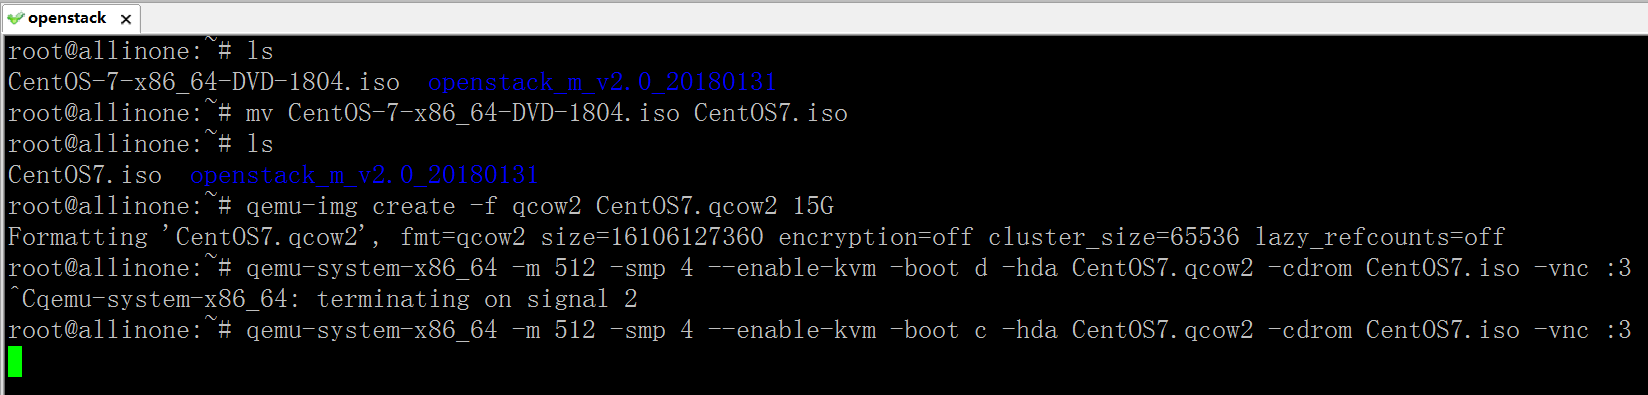 openstack
root@allinone:~# ls
CentOS-7-x86_64-DVD-1804.iso  openstack_m_v2.0_20180131
root@allinone:~# mv CentOS-7-x86_64-DVD-1804.iso CentOS7.iso
root@allinone:~# ls
CentOS7.iso  openstack_m_v2.0_20180131
root@allinone:~# qemu-img create -f qcow2 CentOS7.qcow2 15G
Formatting 'CentOS7.qcow2', fmt=qcow2 size=16106127360 encryption=off cluster_size=65536 lazy_refcounts=off
root@allinone:~# qemu-system-x86_64 -m 512 -smp 4 --enable-kvm -boot d -hda CentOS7.qcow2 -cdrom CentOS7.iso -vnc :3
^Cqemu-system-x86_64: terminating on signal 2
root@allinone:~# qemu-system-x86_64 -m 512 -smp 4 --enable-kvm -boot c -hda CentOS7.qcow2 -cdrom CentOS7.iso -vnc :3